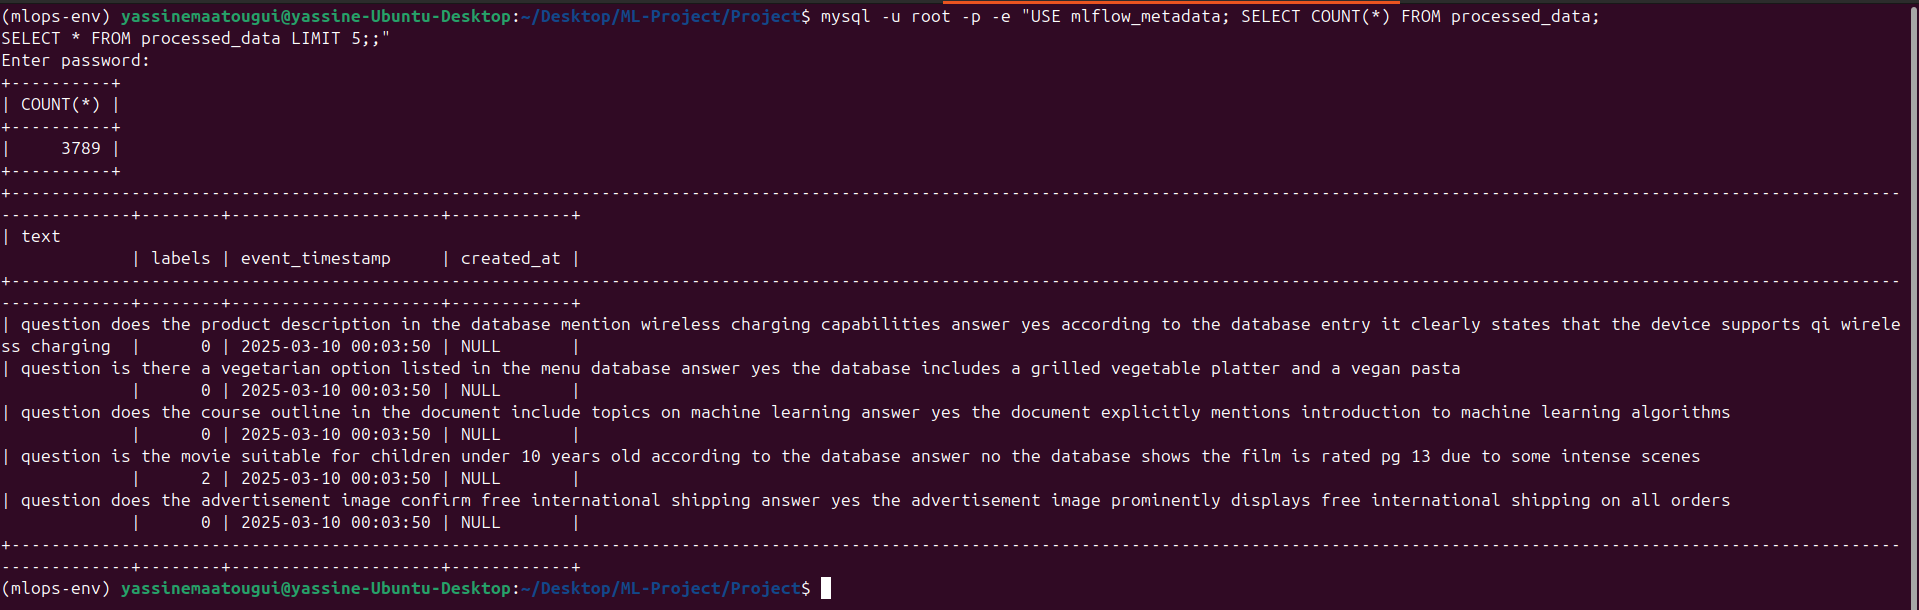 (mlops-env) yassinemaatougui@yassine-Ubuntu-Desktop:~/Desktop/ML-Project/Project$ mysql -u root -p -e "USE mlflow_metadata; SELECT COUNT(*) FROM processed_data;
SELECT * FROM processed_data LIMIT 5;;"
Enter password:
+----------+
| COUNT(*) |
+----------+
|     3789 |
+----------+
+---------------------------------------------------------------------------------------------------------------------------------------------------------------------------------------------
-------------+--------+---------------------+------------+
| text
             | labels | event_timestamp     | created_at |
+---------------------------------------------------------------------------------------------------------------------------------------------------------------------------------------------
-------------+--------+---------------------+------------+
| question does the product description in the database mention wireless charging capabilities answer yes according to the database entry it clearly states that the device supports qi wirele
ss charging  |      0 | 2025-03-10 00:03:50 | NULL       |
| question is there a vegetarian option listed in the menu database answer yes the database includes a grilled vegetable platter and a vegan pasta
             |      0 | 2025-03-10 00:03:50 | NULL       |
| question does the course outline in the document include topics on machine learning answer yes the document explicitly mentions introduction to machine learning algorithms
             |      0 | 2025-03-10 00:03:50 | NULL       |
| question is the movie suitable for children under 10 years old according to the database answer no the database shows the film is rated pg 13 due to some intense scenes
             |      2 | 2025-03-10 00:03:50 | NULL       |
| question does the advertisement image confirm free international shipping answer yes the advertisement image prominently displays free international shipping on all orders
             |      0 | 2025-03-10 00:03:50 | NULL       |
+---------------------------------------------------------------------------------------------------------------------------------------------------------------------------------------------
-------------+--------+---------------------+------------+
(mlops-env) yassinemaatougui@yassine-Ubuntu-Desktop:~/Desktop/ML-Project/Project$